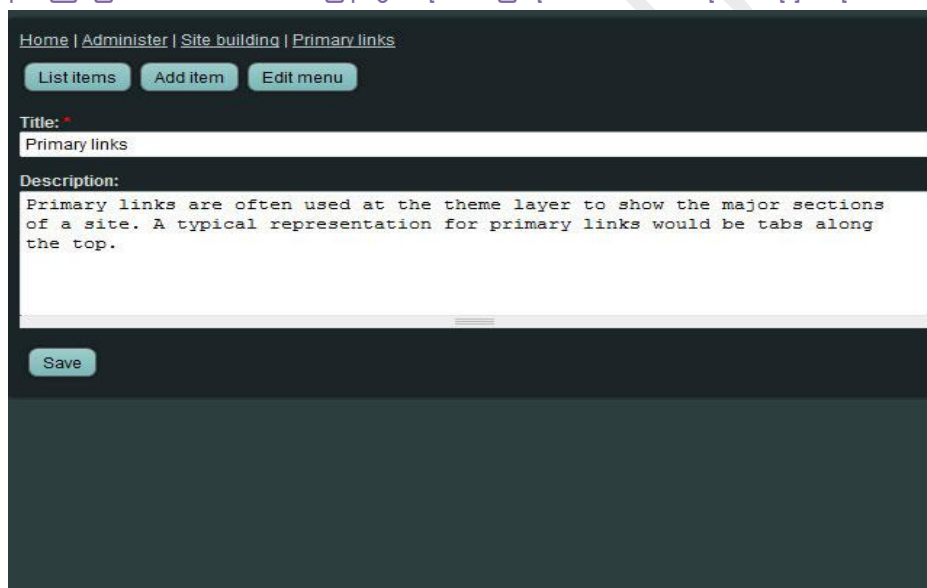 Home | Administer | Site building | Primary links
List items Add item Edit menu
Title: *
Primary links
Description:
Primary links are often used at the theme layer to show the major sections
of a site. A typical representation for primary links would be tabs along
the top.
Save